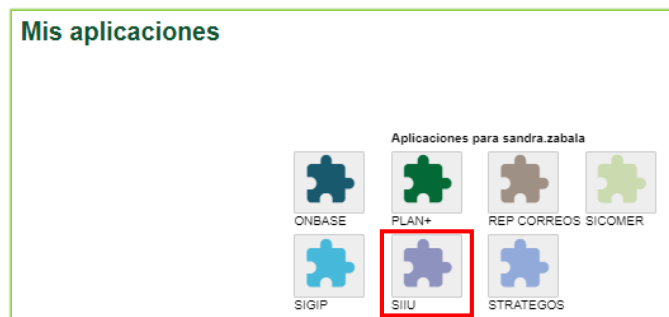 Mis aplicaciones
Aplicaciones para sandra.zabala
ONBASE PLAN+ REP CORREOS SICOMER
SIGIP SIIU STRATEGOS